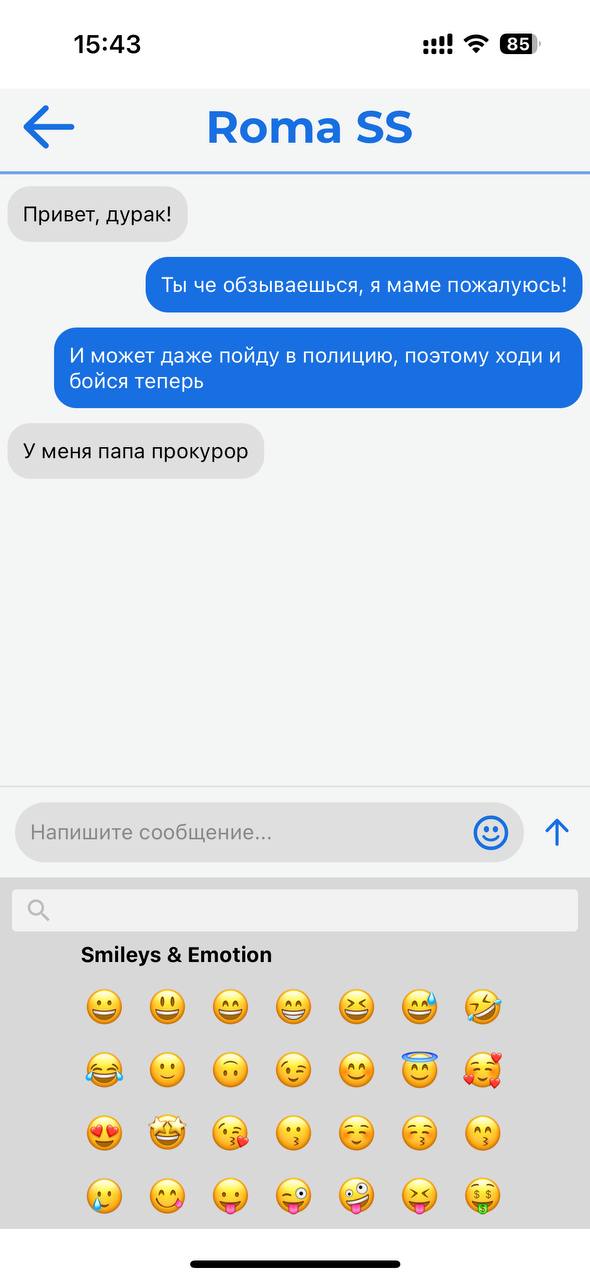 15:43
85
Roma SS
Привет, дурак!
Ты че обзываешься, я маме пожалуюсь!
И может даже пойду в полицию, поэтому ходи и
бойся теперь
У меня папа прокурор
Напишите сообщение...
Smileys & Emotion